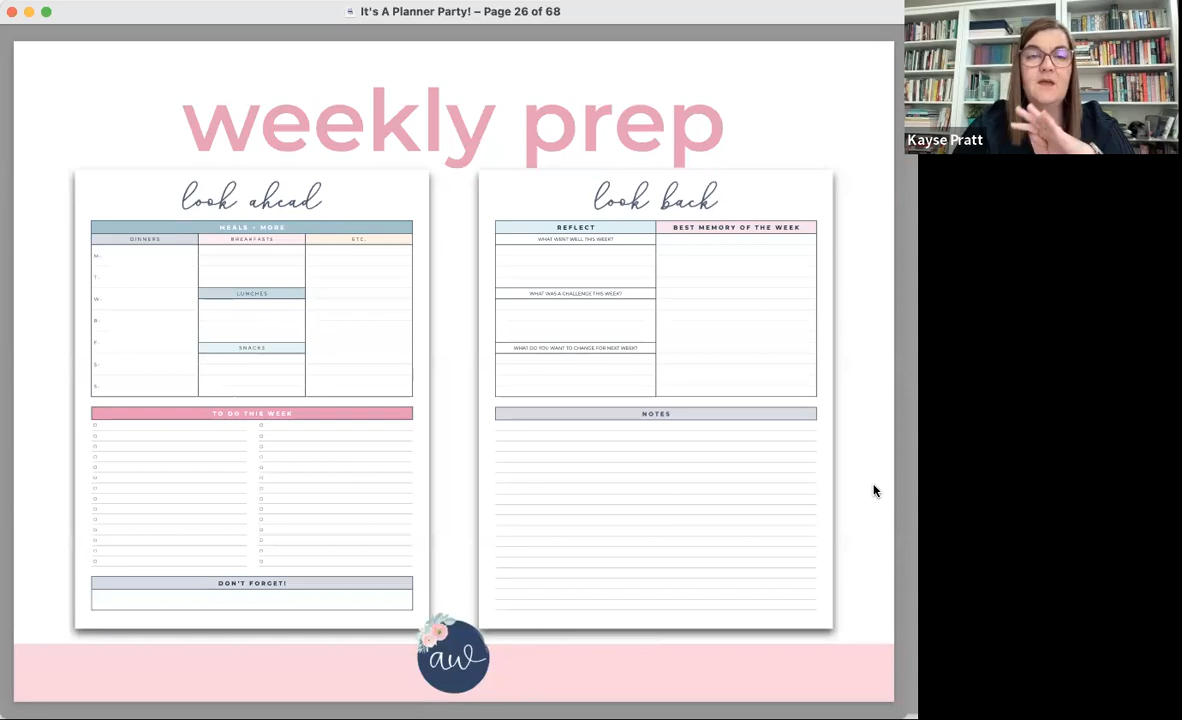 It's A Planner Party! – Page 26 of 68
Kayse Pratt
weekly prep
look ahead
MEALS + MORE
DINNERS
BREAKFASTS
ETC.
M-
T-
W-
R-
F-
S-
S-
LUNCHES
SNACKS
TO DO THIS WEEK
DON'T FORGET!
look back
REFLECT
BEST MEMORY OF THE WEEK
WHAT WENT WELL THIS WEEK?
WHAT WAS A CHALLENGE THIS WEEK?
WHAT DO YOU WANT TO CHANGE FOR NEXT WEEK?
NOTES
aw